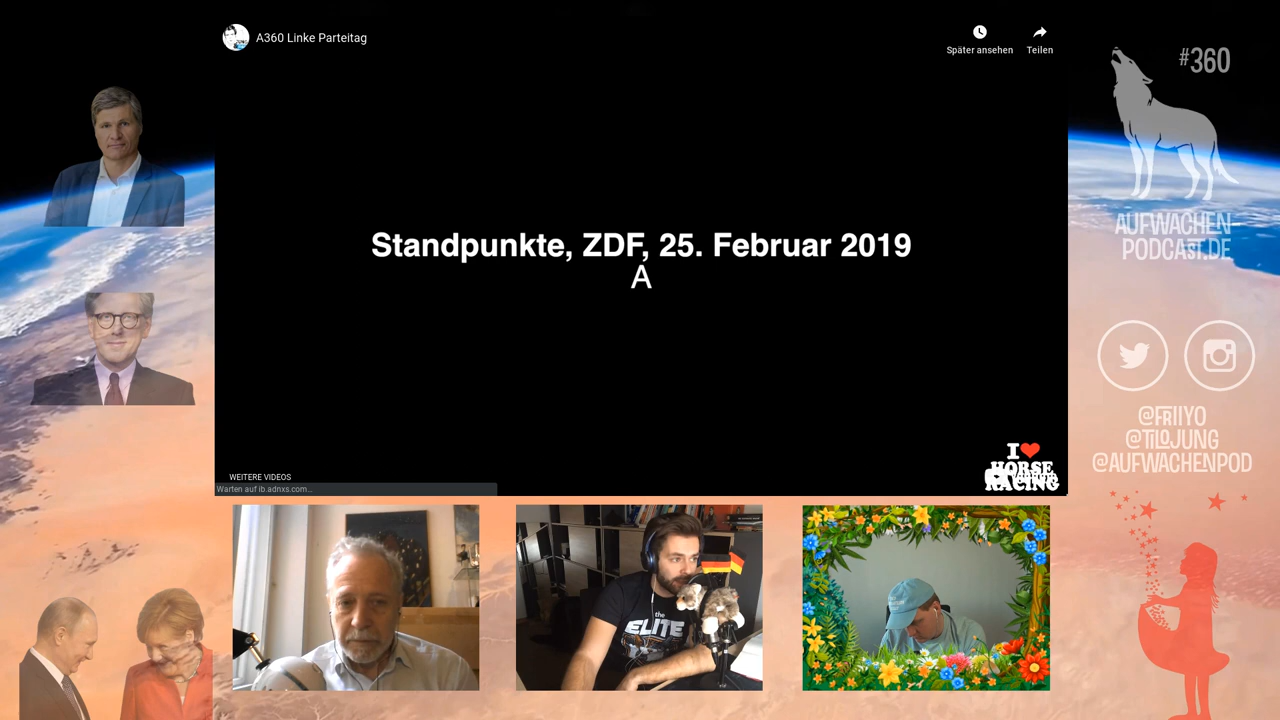 A360 Linke Parteitag
Später ansehen
Teilen
#360
Standpunkte, ZDF, 25. Februar 2019
A
AUFWACHEN-
PODCAST.DE
@FRIIYO
@TILOJUNG
@AUFWACHENPOD
WEITERE VIDEOS
Warten auf ib.adnxs.com...
I
HORSE
RACING
the
ELITE